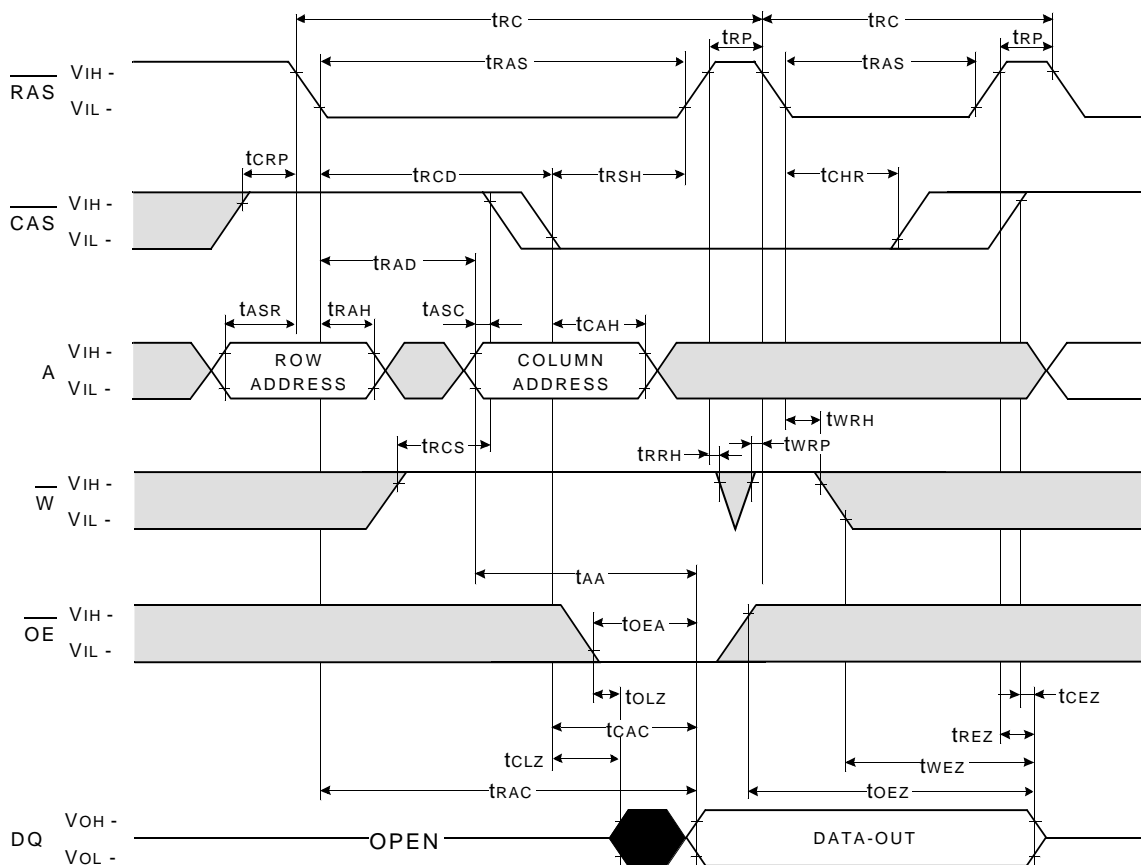 tRC tRC
tRP tRP
tRAS tRAS
RAS VIH -
VIL -
tCRP tRCD tRSH tCHR
CAS VIH -
VIL -
tRAD
tASR tRAH tASC tCAH
A VIH - ROW ADDRESS COLUMN ADDRESS
VIL -
tWRH
tRCS tRRH tWRP
W VIH -
VIL -
tAA
OE VIH -
tOEA
VIL -
tOLZ tCEZ
tCAC
tREZ
tCLZ tWEZ
tRAC tOEZ
DQ VOH -
OPEN DATA-OUT
VOL -